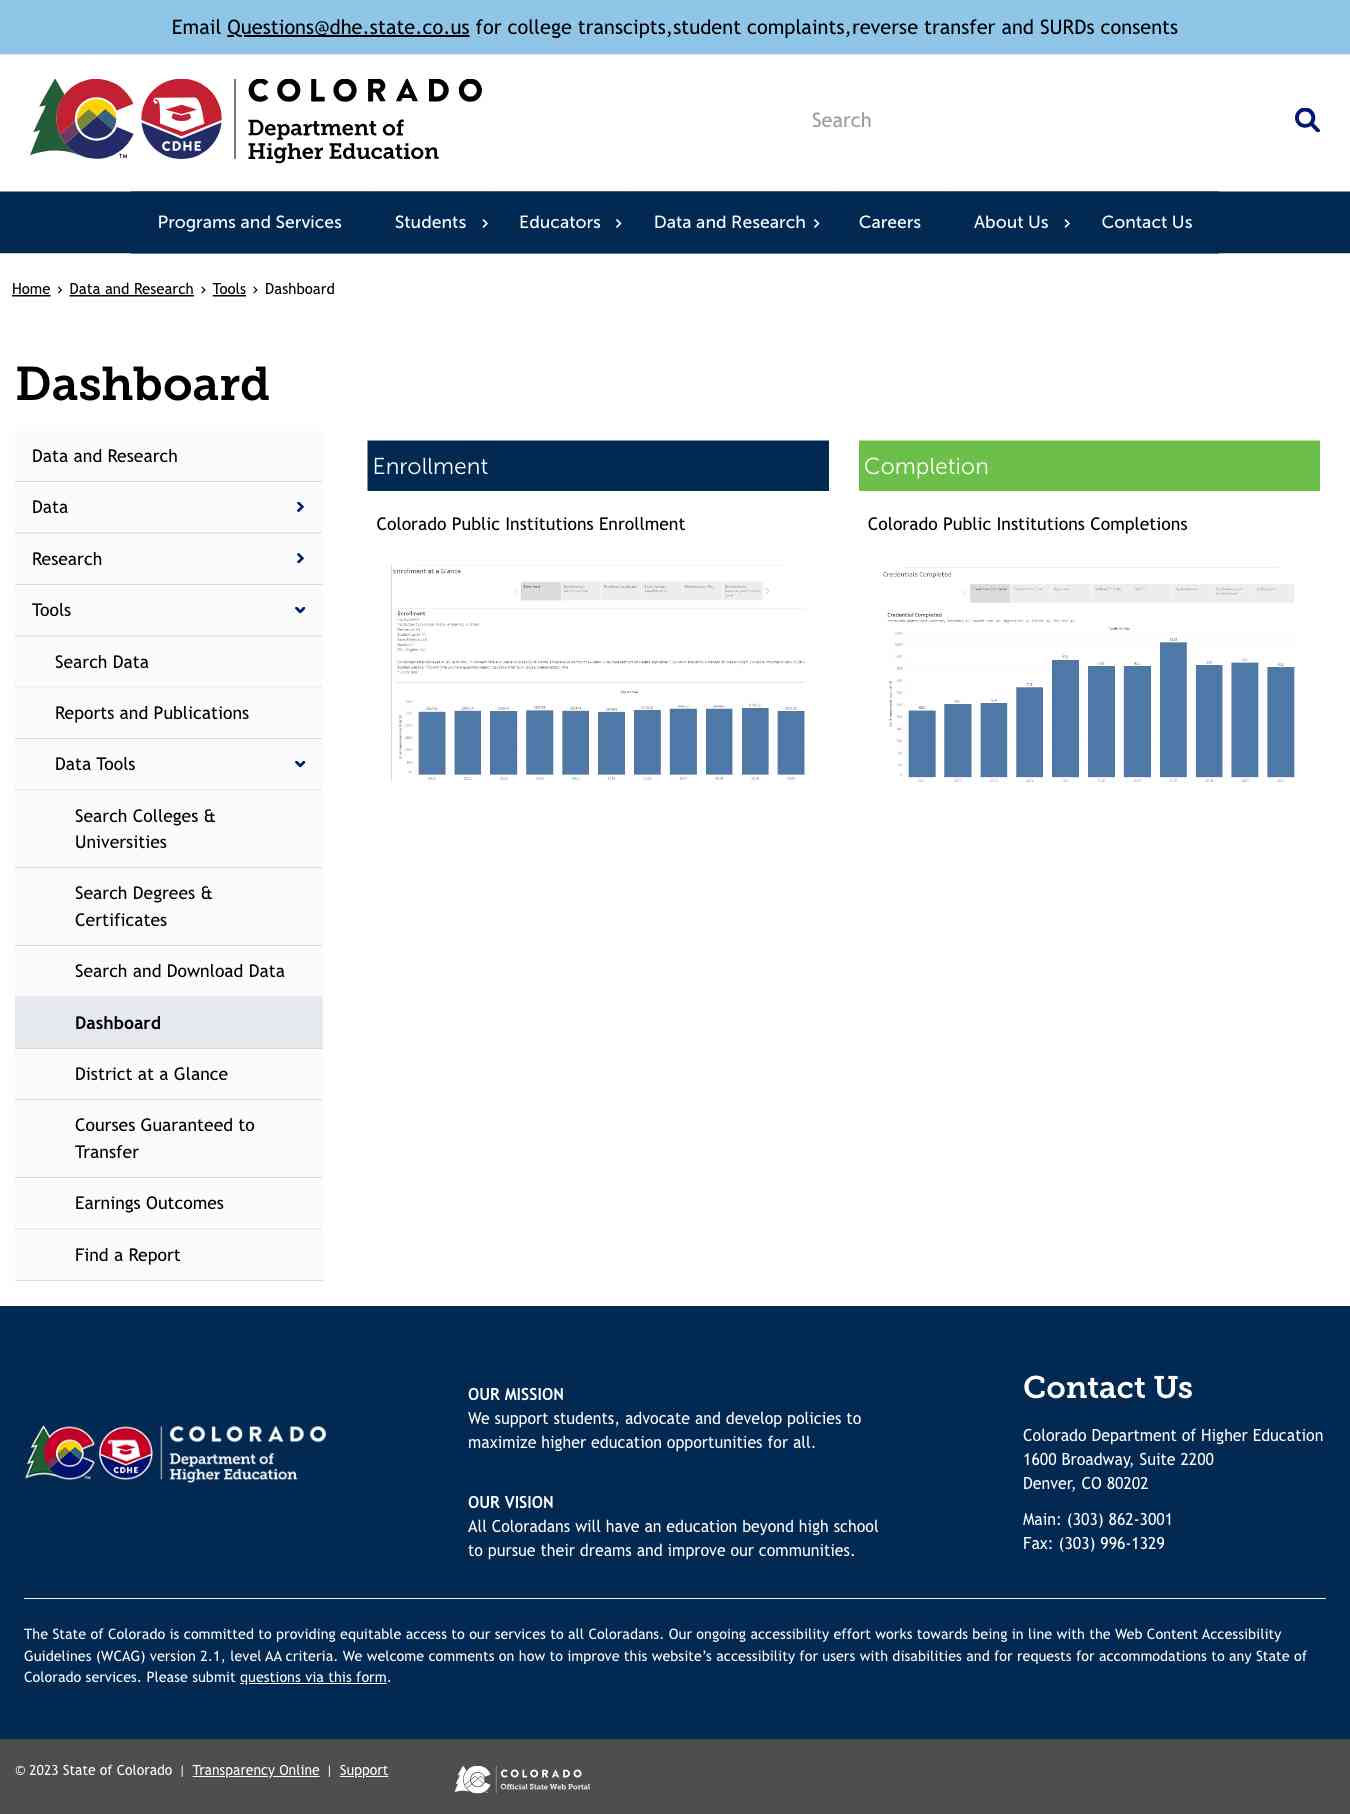 Email Questions@dhe.state.co.us for college transcipts,student complaints,reverse transfer and SURDs consents
CDHE
TM
COLORADO
Department of
Higher Education
Search
Programs and Services Students Educators Data and Research Careers About Us Contact Us
Home › Data and Research › Tools › Dashboard
Dashboard
Data and Research
Data
Research
Tools
Search Data
Reports and Publications
Data Tools
Search Colleges &
Universities
Search Degrees &
Certificates
Search and Download Data
Dashboard
District at a Glance
Courses Guaranteed to
Transfer
Earnings Outcomes
Find a Report
Enrollment
Colorado Public Institutions Enrollment
Enrollment at a Glance
Enrollment
Completion
Colorado Public Institutions Completions
Credentials Completed
Credential Completed
CDHE
COLORADO
Department of
Higher Education
OUR MISSION
We support students, advocate and develop policies to
maximize higher education opportunities for all.
OUR VISION
All Coloradans will have an education beyond high school
to pursue their dreams and improve our communities.
Contact Us
Colorado Department of Higher Education
1600 Broadway, Suite 2200
Denver, CO 80202
Main: (303) 862-3001
Fax: (303) 996-1329
The State of Colorado is committed to providing equitable access to our services to all Coloradans. Our ongoing accessibility effort works towards being in line with the Web Content Accessibility
Guidelines (WCAG) version 2.1, level AA criteria. We welcome comments on how to improve this website's accessibility for users with disabilities and for requests for accommodations to any State of
Colorado services. Please submit questions via this form.
© 2023 State of Colorado | Transparency Online | Support
COLORADO
Official State Web Portal